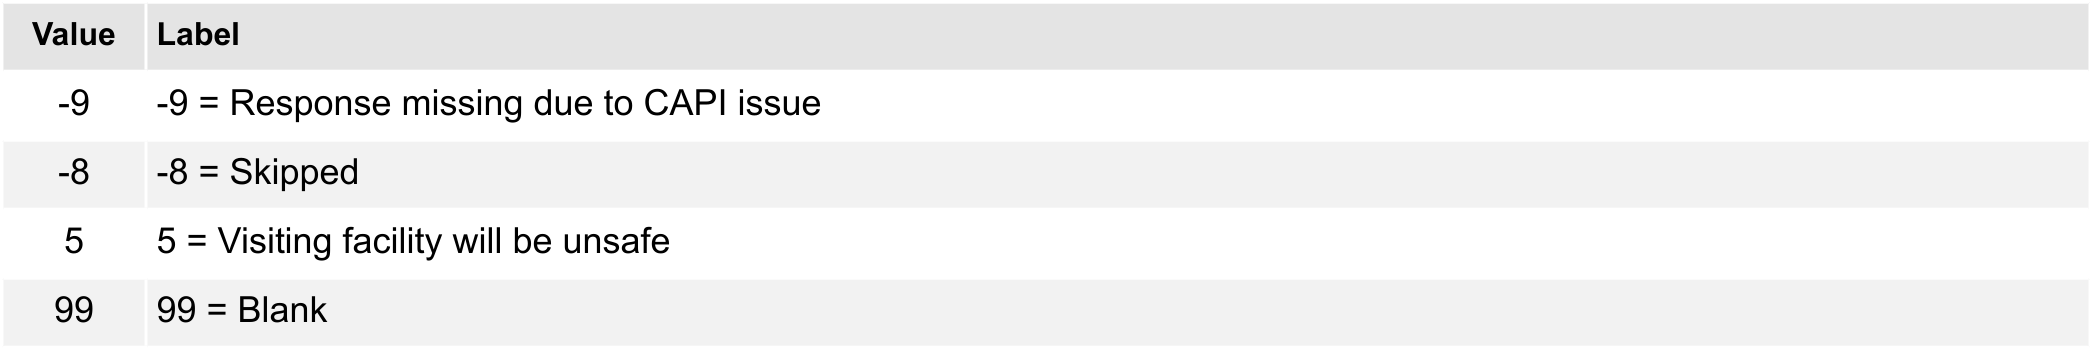 Value Label
-9 -9 = Response missing due to CAPI issue
-8 -8 = Skipped
5 5 = Visiting facility will be unsafe
99 99 = Blank